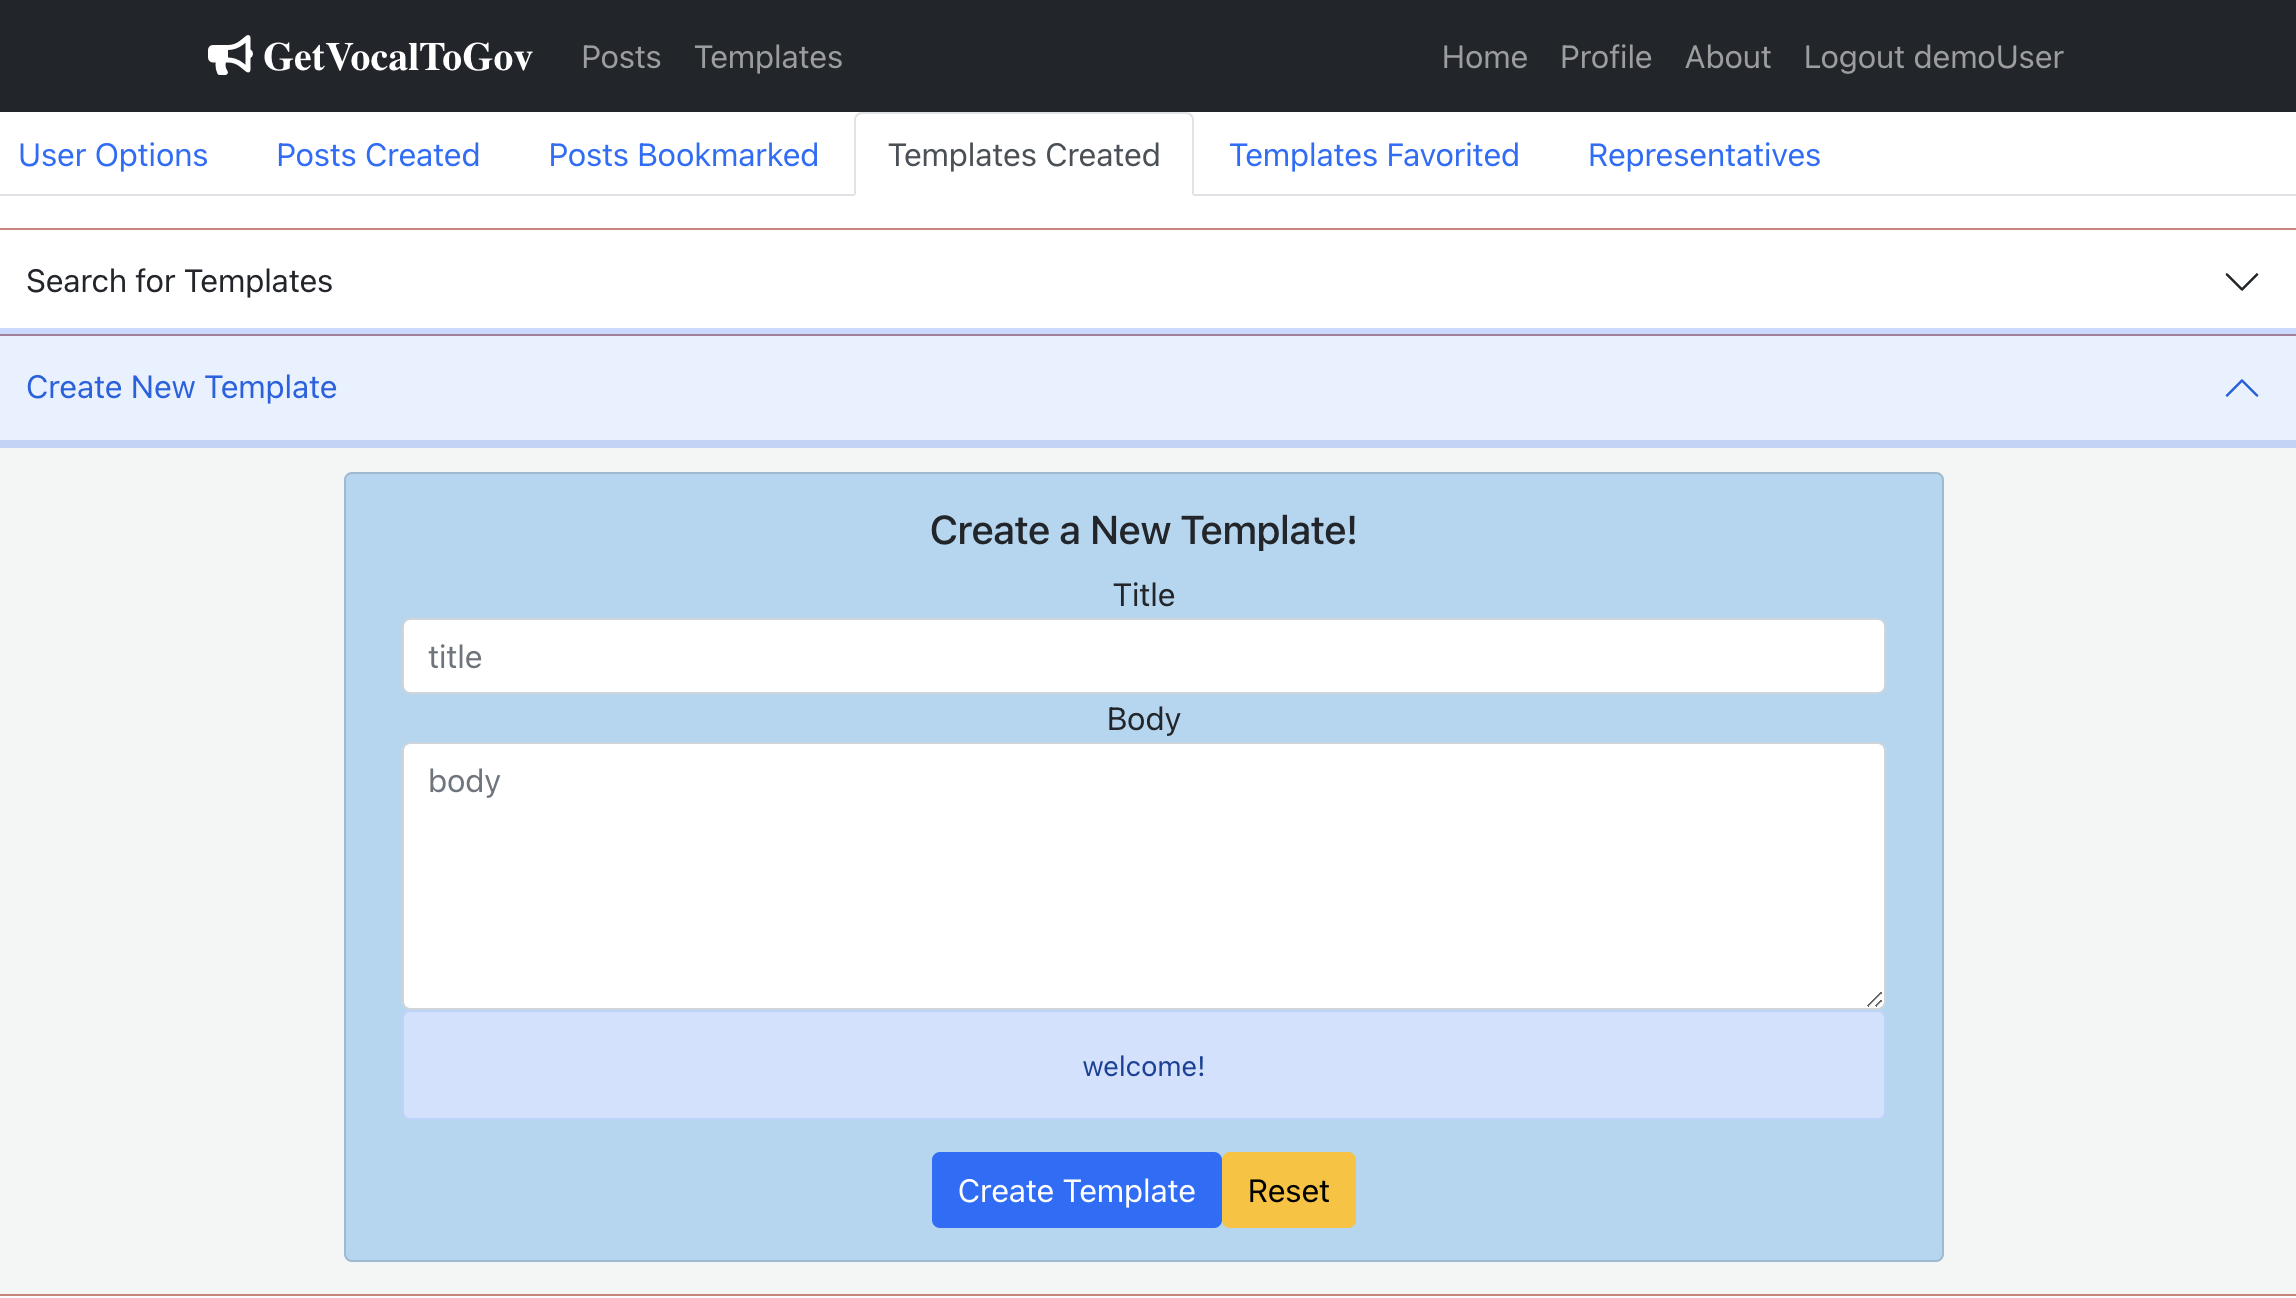 GetVocalToGov Posts Templates Home Profile About Logout demoUser
User Options Posts Created Posts Bookmarked Templates Created Templates Favorited Representatives
Search for Templates
Create New Template
Create a New Template!
Title
title
Body
body
welcome!
Create Template Reset